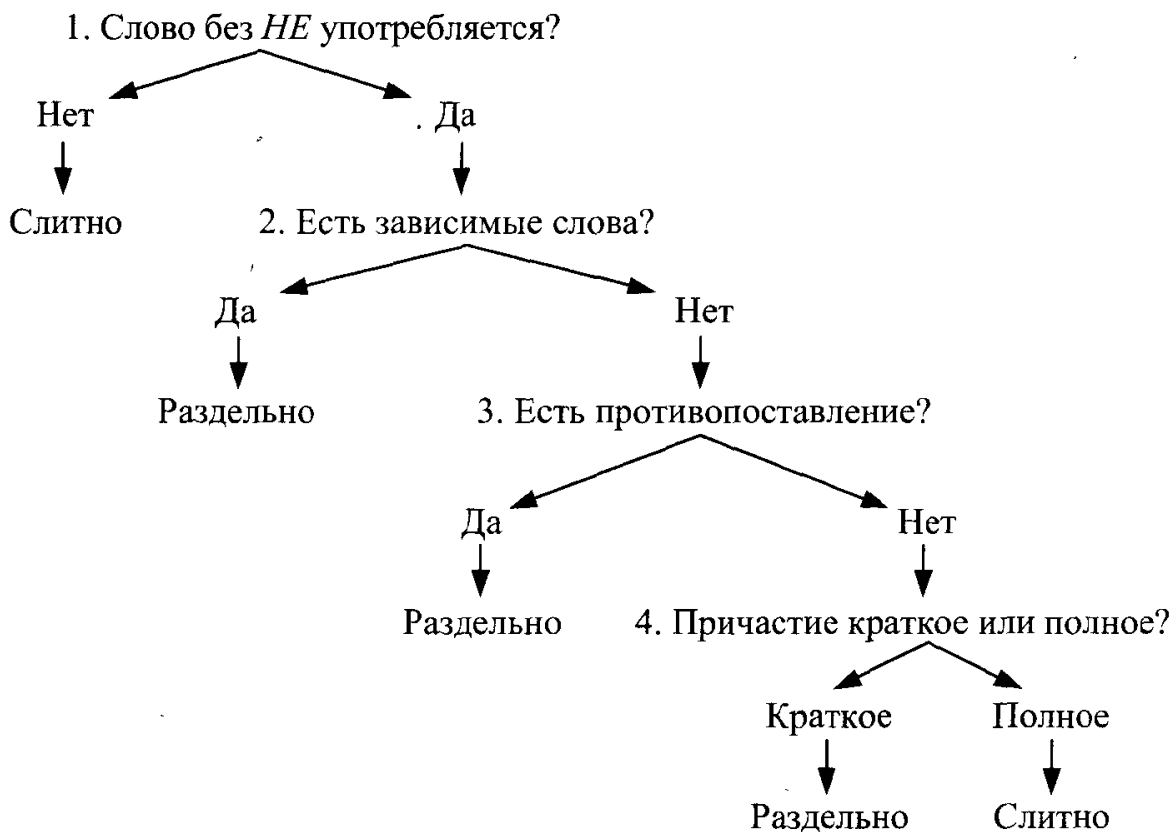 1. Слово без НЕ употребляется?
Нет
Да
Слитно
2. Есть зависимые слова?
Да
Нет
Раздельно
3. Есть противопоставление?
Да
Нет
Раздельно
4. Причастие краткое или полное?
Краткое
Полное
Раздельно
Слитно